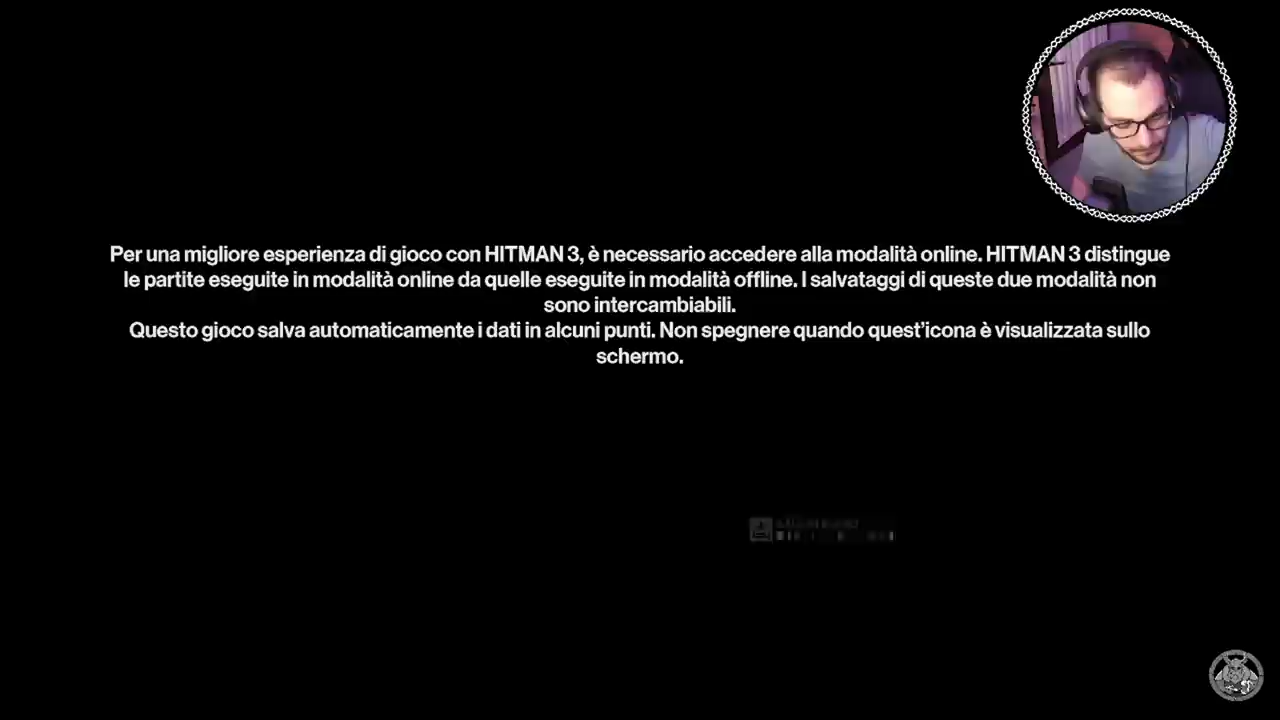 Per una migliore esperienza di gioco con HITMAN 3, è necessario accedere alla modalità online. HITMAN 3 distingue
le partite eseguite in modalità online da quelle eseguite in modalità offline. I salvataggi di queste due modalità non
sono intercambiabili.
Questo gioco salva automaticamente i dati in alcuni punti. Non spegnere quando quest'icona è visualizzata sullo
schermo.